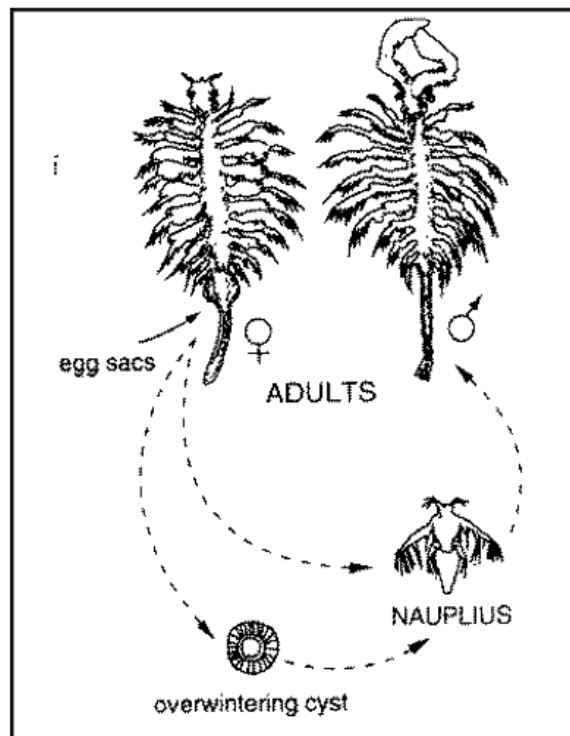 egg sacs
♀
♂
ADULTS
NAUPLIUS
overwintering cyst